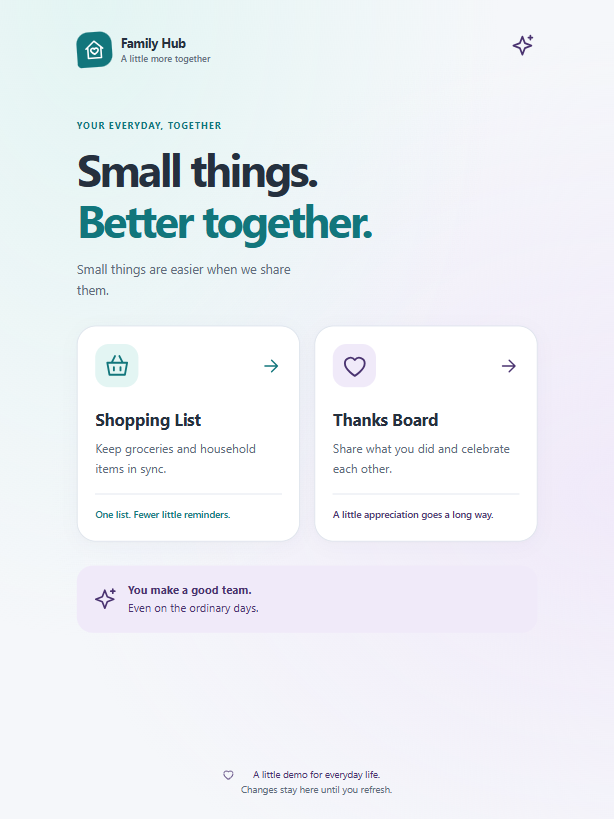 Family Hub
A little more together
YOUR EVERYDAY, TOGETHER
Small things.
Better together.
Small things are easier when we share
them.
Shopping List
Keep groceries and household
items in sync.
One list. Fewer little reminders.
Thanks Board
Share what you did and celebrate
each other.
A little appreciation goes a long way.
You make a good team.
Even on the ordinary days.
A little demo for everyday life.
Changes stay here until you refresh.